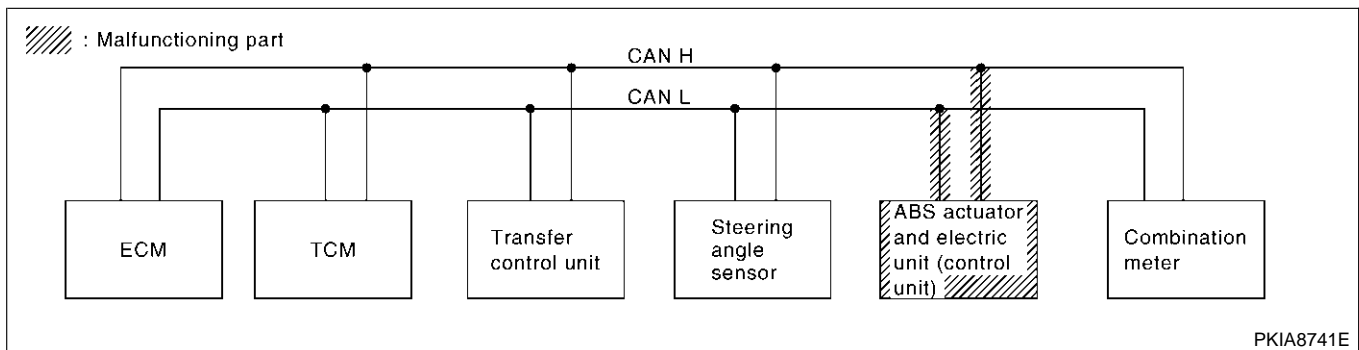 : Malfunctioning part
CAN H
CAN L
ECM
TCM
Transfer
control unit
Steering
angle
sensor
ABS actuator
and electric
unit (control
unit)
Combination
meter
PKIA8741E